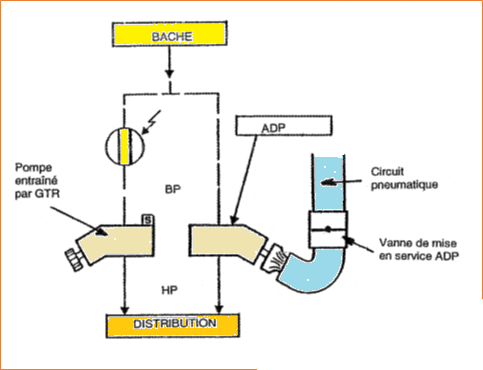 BACHE
ADP
Pompe
entraîné
par GTR
BP
S
Circuit
pneumatique
Vanne de mise
en service ADP
HP
DISTRIBUTION